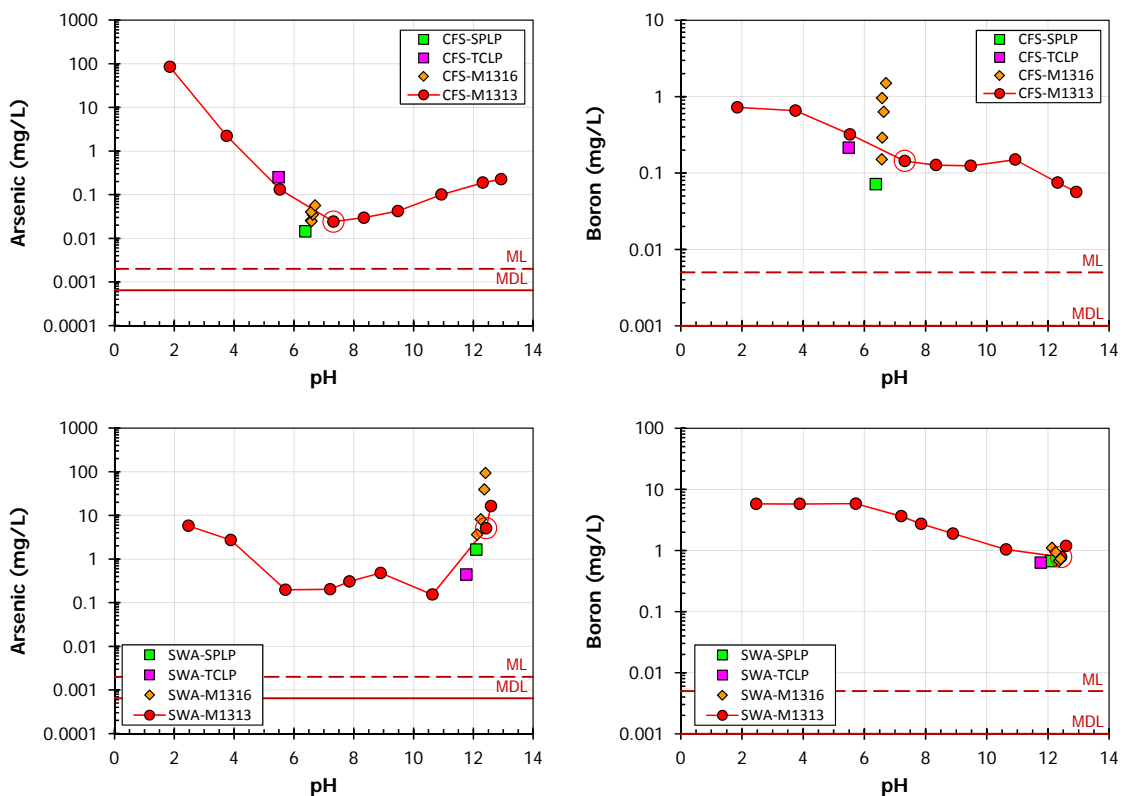 Arsenic (mg/L)
1000
100
10
1
0.1
0.01
0.001
0.0001
CFS-SPLP
CFS-TCLP
CFS-M1316
CFS-M1313
ML
MDL
0 2 4 6 8 10 12 14
pH
Boron (mg/L)
10
1
0.1
0.01
0.001
CFS-SPLP
CFS-TCLP
CFS-M1316
CFS-M1313
ML
MDL
0 2 4 6 8 10 12 14
pH
Arsenic (mg/L)
1000
100
10
1
0.1
0.01
0.001
0.0001
SWA-SPLP
SWA-TCLP
SWA-M1316
SWA-M1313
ML
MDL
0 2 4 6 8 10 12 14
pH
Boron (mg/L)
100
10
1
0.1
0.01
0.001
SWA-SPLP
SWA-TCLP
SWA-M1316
SWA-M1313
ML
MDL
0 2 4 6 8 10 12 14
pH